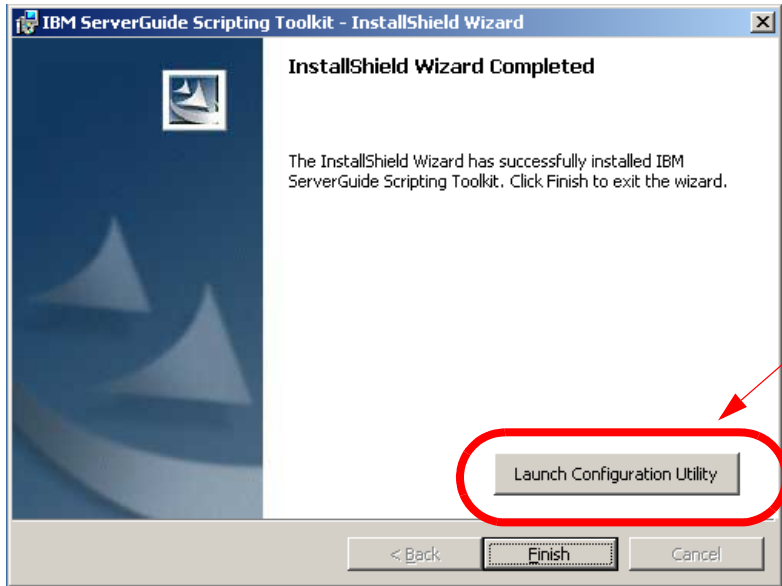 IBM ServerGuide Scripting Toolkit - InstallShield Wizard
InstallShield Wizard Completed
The InstallShield Wizard has successfully installed IBM
ServerGuide Scripting Toolkit. Click Finish to exit the wizard.
Launch Configuration Utility
< Back
Finish
Cancel